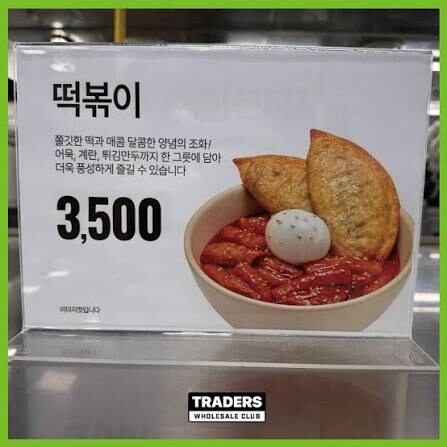 떡볶이
쫄깃한 떡과 매콤 달콤한 양념의 조화!
어묵, 계란, 튀김만두까지 한 그릇에 담아
더욱 풍성하게 즐길 수 있습니다
3,500
이미지컷입니다
TRADERS
WHOLESALE CLUB